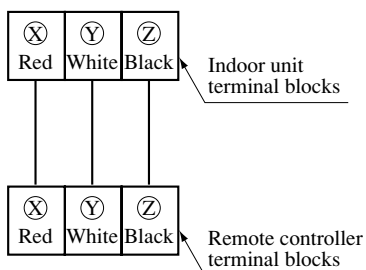 Ⓧ Ⓨ Ⓩ
Red White Black
Indoor unit
terminal blocks
Ⓧ Ⓨ Ⓩ
Red White Black
Remote controller
terminal blocks